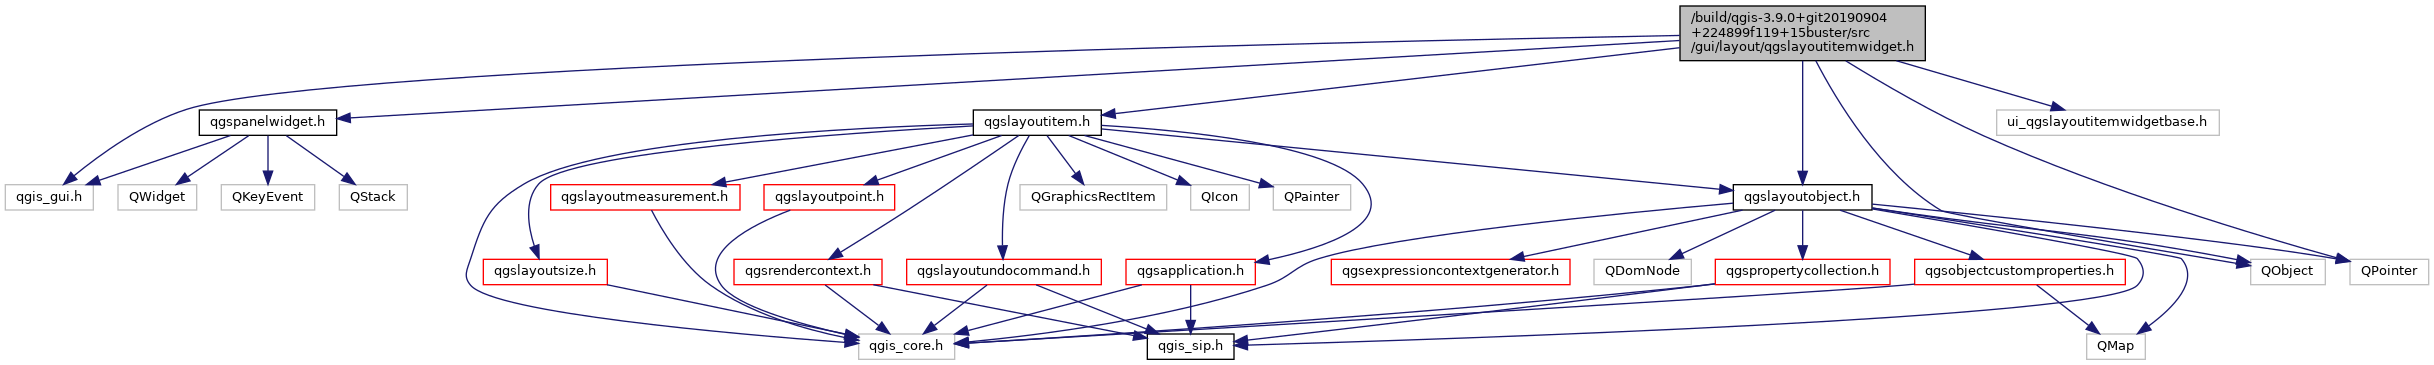 /build/qgis-3.9.0+git20190904
+224899f119+15buster/src
/gui/layout/qgslayoutitemwidget.h
qgspanelwidget.h
qgslayoutitem.h
ui_qgslayoutitemwidgetbase.h
qgis_gui.h
QWidget
QKeyEvent
QStack
qgslayoutmeasurement.h
qgslayoutpoint.h
QGraphicsRectItem
QIcon
QPainter
qgslayoutobject.h
qgslayoutsize.h
qgsrendercontext.h
qgslayoutundocommand.h
qgsapplication.h
qgsexpressioncontextgenerator.h
QDomNode
qgspropertycollection.h
qgsobjectcustomproperties.h
QObject
QPointer
qgis_core.h
qgis_sip.h
QMap